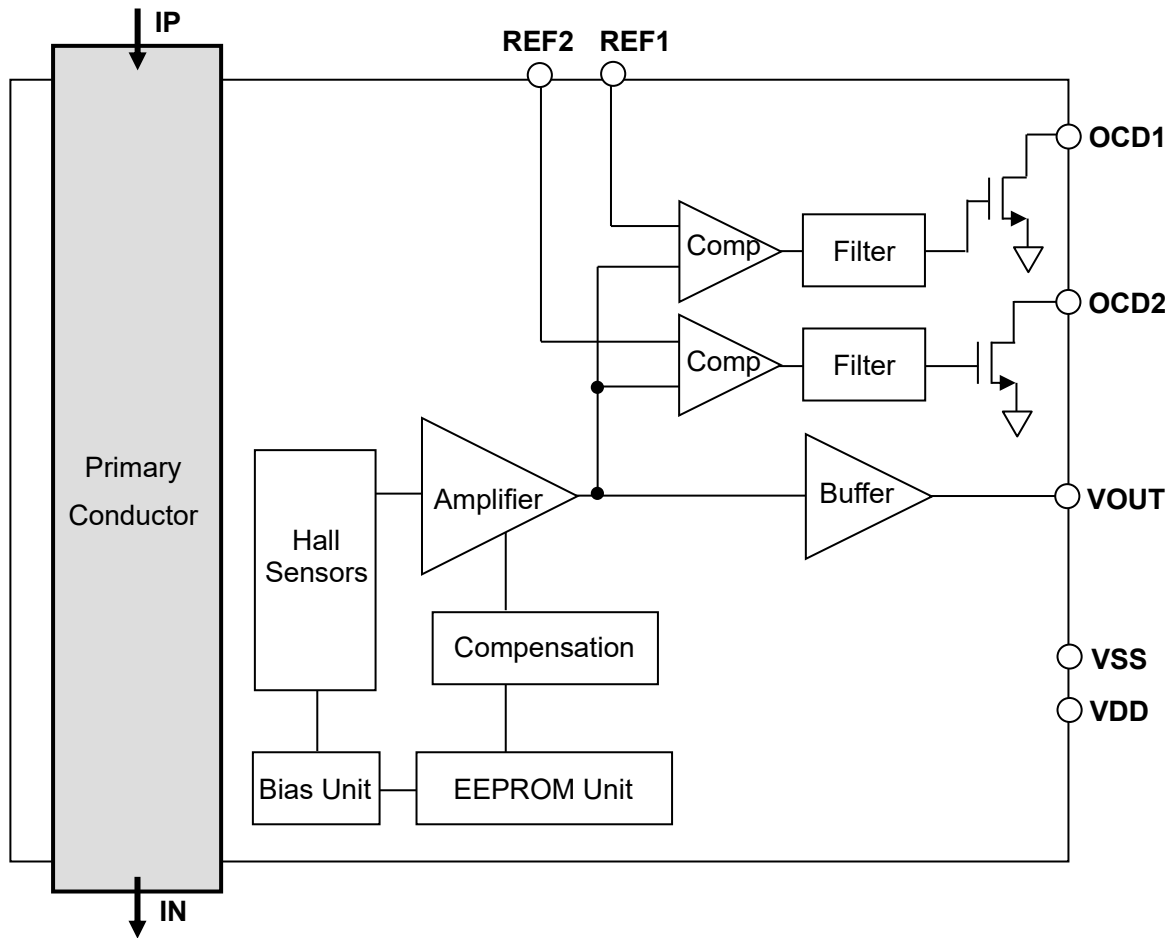 IP
REF2
REF1
OCD1
Comp
Filter
OCD2
Comp
Filter
Primary
Conductor
Hall
Sensors
Amplifier
Buffer
VOUT
Compensation
VSS
VDD
Bias Unit
EEPROM Unit
IN